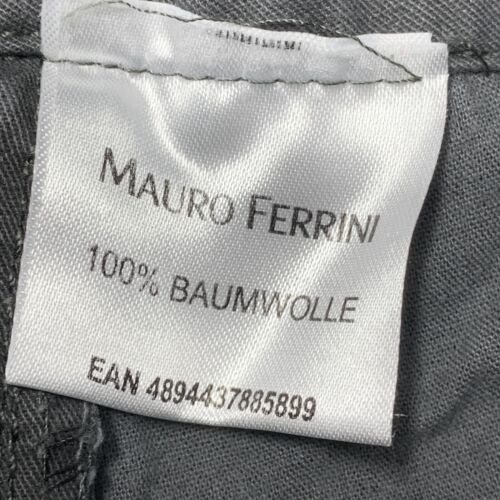 MAURO FERRINI
100% BAUMWOLLE
EAN 4894437885899